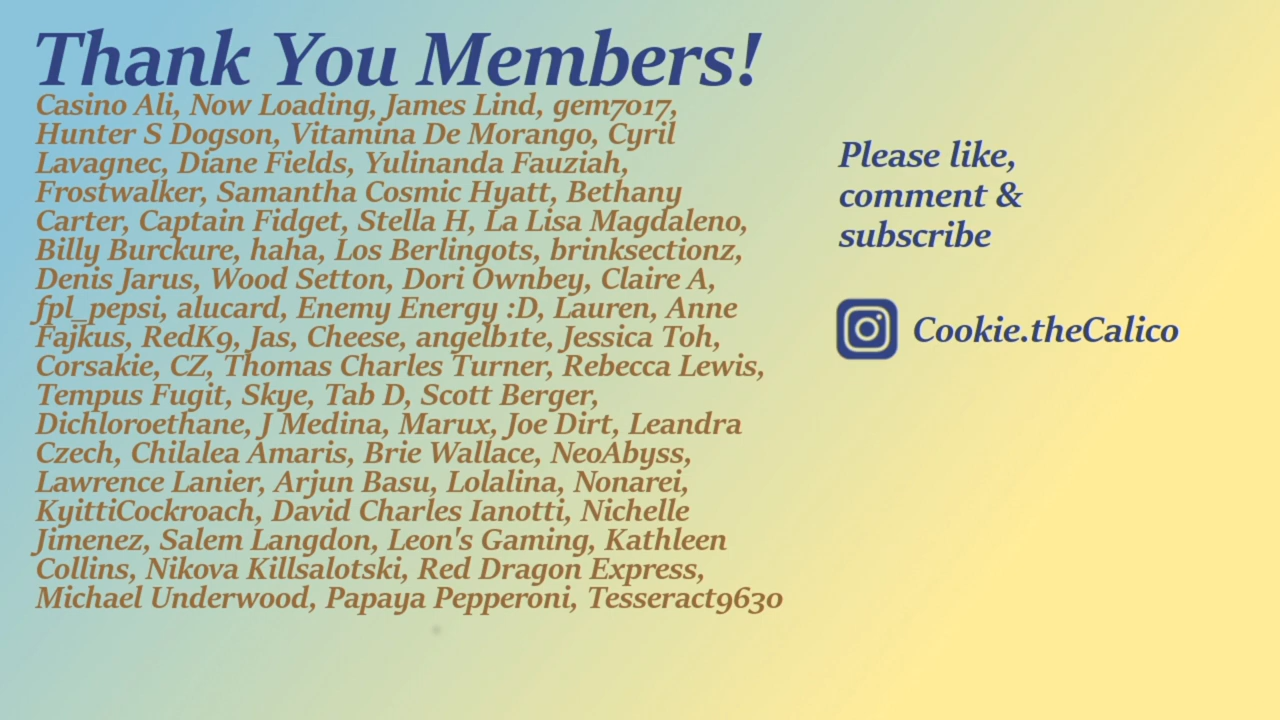 Thank You Members!
Casino Ali, Now Loading, James Lind, gem7017,
Hunter S Dogson, Vitamina De Morango, Cyril
Lavagnec, Diane Fields, Yulinanda Fauziah,
Frostwalker, Samantha Cosmic Hyatt, Bethany
Carter, Captain Fidget, Stella H, La Lisa Magdaleno,
Billy Burckure, haha, Los Berlingots, brinksectionz,
Denis Jarus, Wood Setton, Dori Ownbey, Claire A,
fpl_pepsi, alucard, Enemy Energy :D, Lauren, Anne
Fajkus, RedK9, Jas, Cheese, angelb1te, Jessica Toh,
Corsakie, CZ, Thomas Charles Turner, Rebecca Lewis,
Tempus Fugit, Skye, Tab D, Scott Berger,
Dichloroethane, J Medina, Marux, Joe Dirt, Leandra
Czech, Chilalea Amaris, Brie Wallace, NeoAbyss,
Lawrence Lanier, Arjun Basu, Lolalina, Nonarei,
KyittiCockroach, David Charles Ianotti, Nichelle
Jimenez, Salem Langdon, Leon's Gaming, Kathleen
Collins, Nikova Killsalotski, Red Dragon Express,
Michael Underwood, Papaya Pepperoni, Tesseract9630
Please like,
comment &
subscribe
Cookie.theCalico